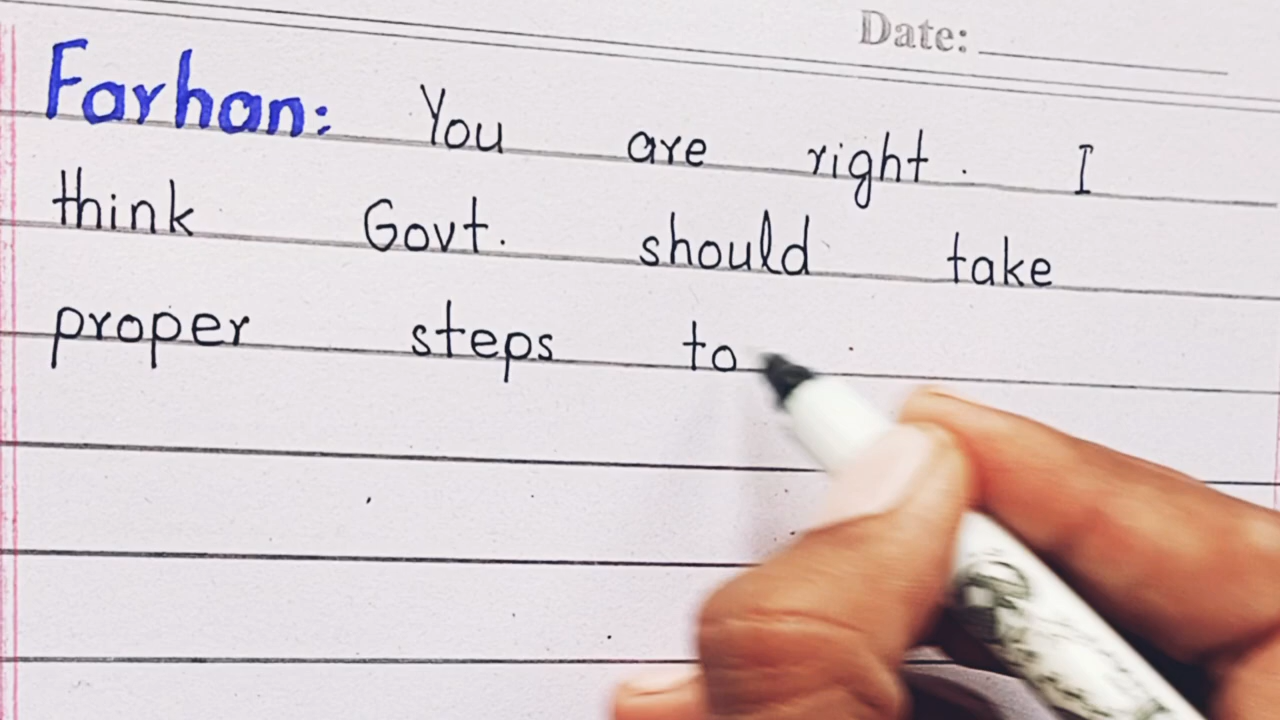 Date:
Farhan: You are right. I
think Govt. should take
proper steps to